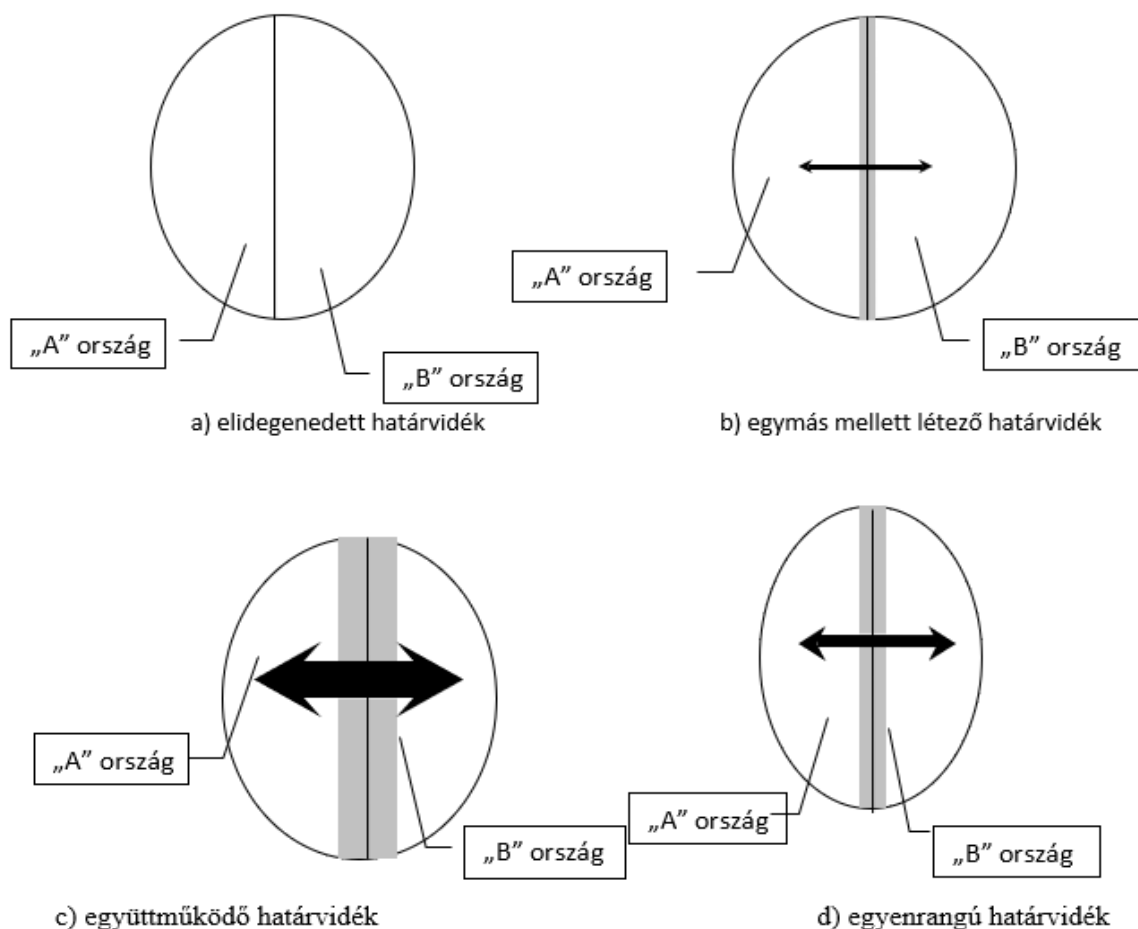 „A” ország
„B” ország
a) elidegenedett határvidék
„A” ország
„B” ország
b) egymás mellett létező határvidék
„A” ország
„B” ország
c) együttműködő határvidék
„A” ország
„B” ország
d) egyenrangú határvidék